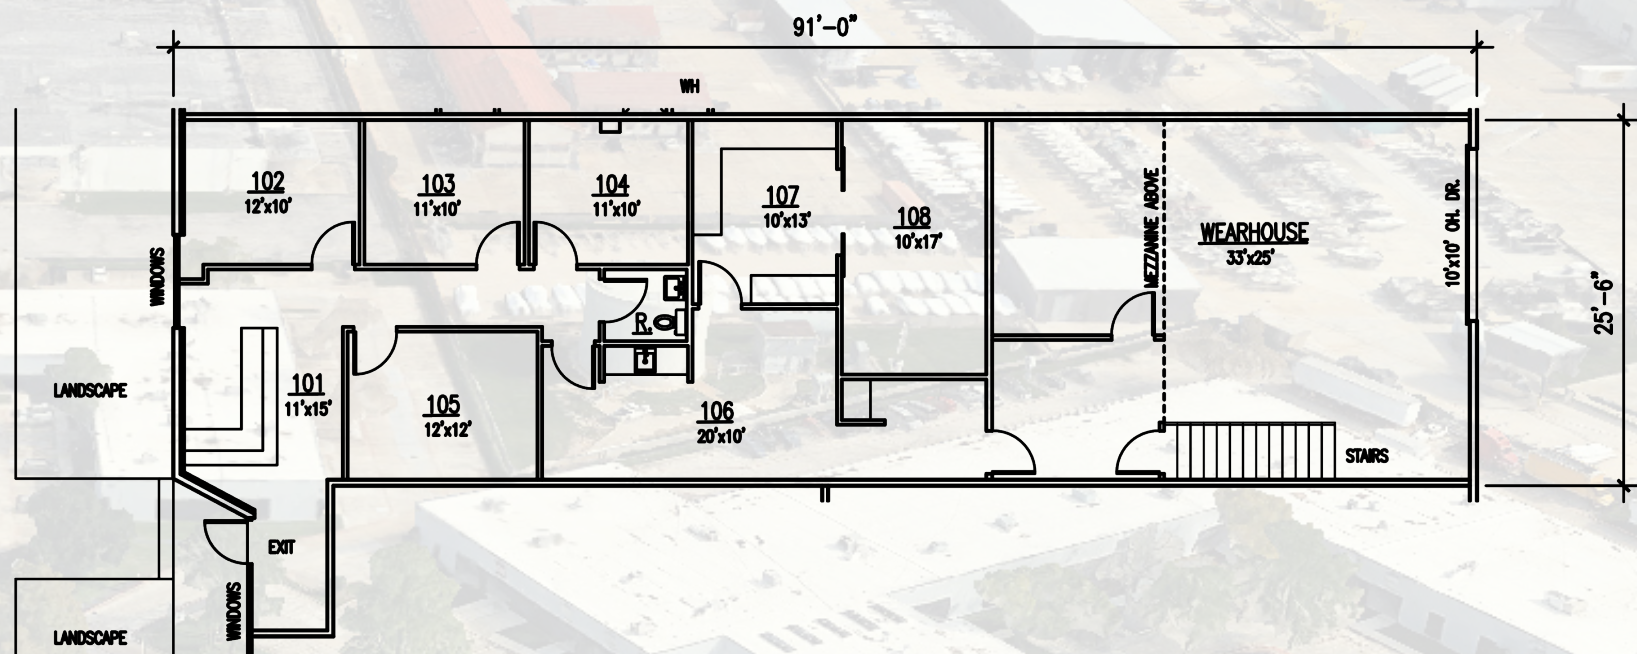 91'-0"
WH
102
12'x10'
103
11'x10'
104
11'x10'
107
10'x13'
108
10'x17'
MEZZANINE ABOVE
WEARHOUSE
33'x25'
10'x10' OH. DR.
25'-6"
WINDOWS
R.
LANDSCAPE
101
11'x15'
105
12'x12'
106
20'x10'
STAIRS
EXIT
WINDOWS
LANDSCAPE